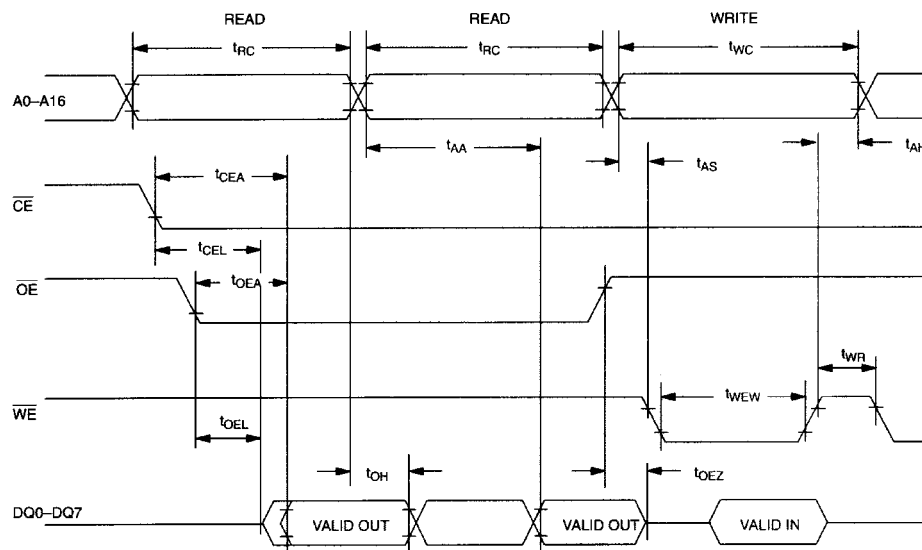 READ READ WRITE
tRC tRC tWC
A0–A16
tAA tAS tAH
tCEA
CE
tCEL
OE tOEA
tWR
WE tWEW
tOEL
tOH tOEZ
DQ0–DQ7 VALID OUT VALID OUT VALID IN